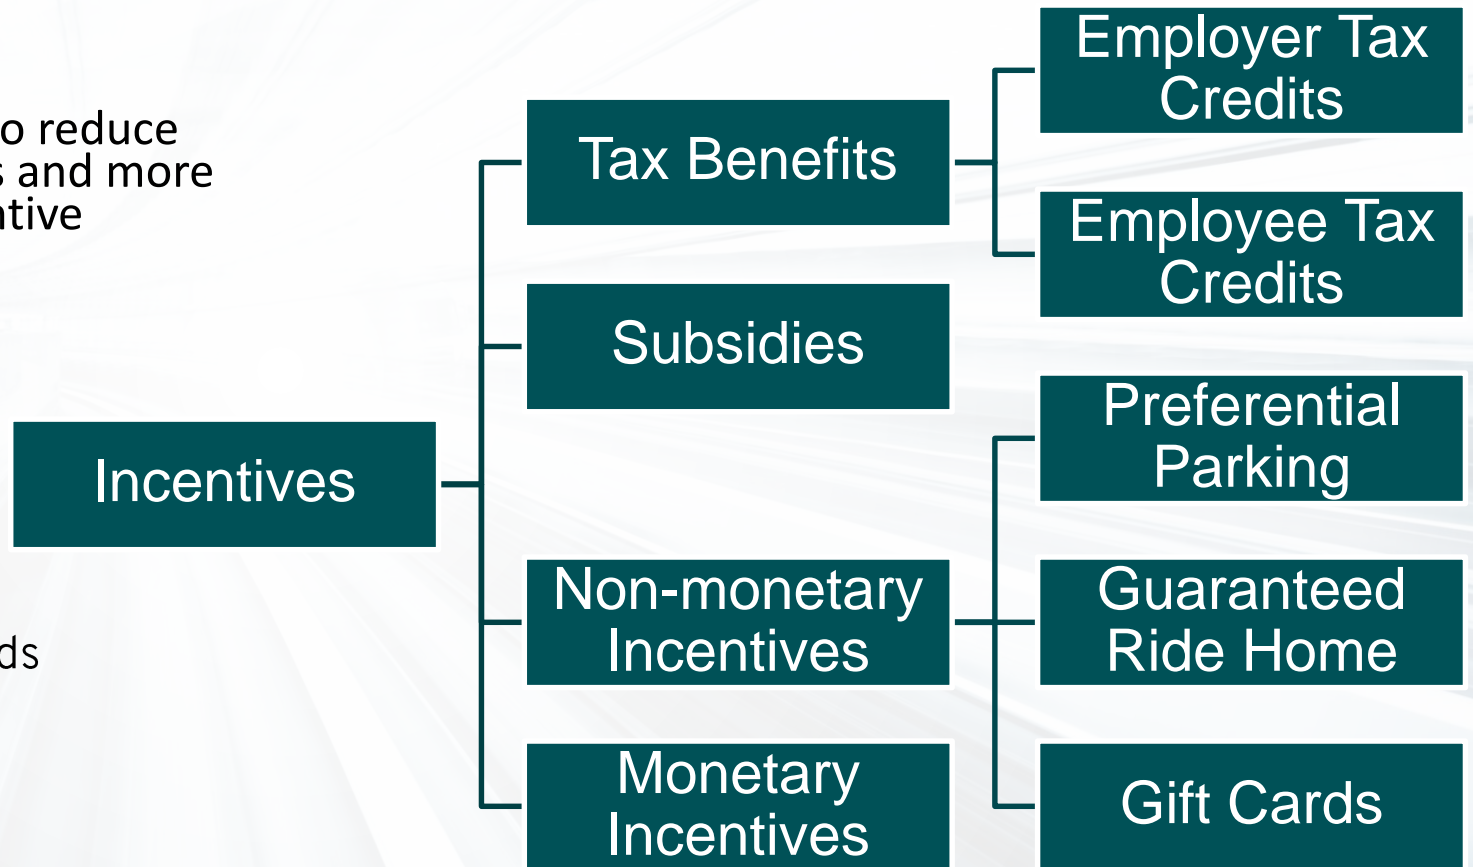 o reduce
s and more
ntive
ds
Incentives
Tax Benefits
Subsidies
Non-monetary
Incentives
Monetary
Incentives
Employer Tax
Credits
Employee Tax
Credits
Preferential
Parking
Guaranteed
Ride Home
Gift Cards